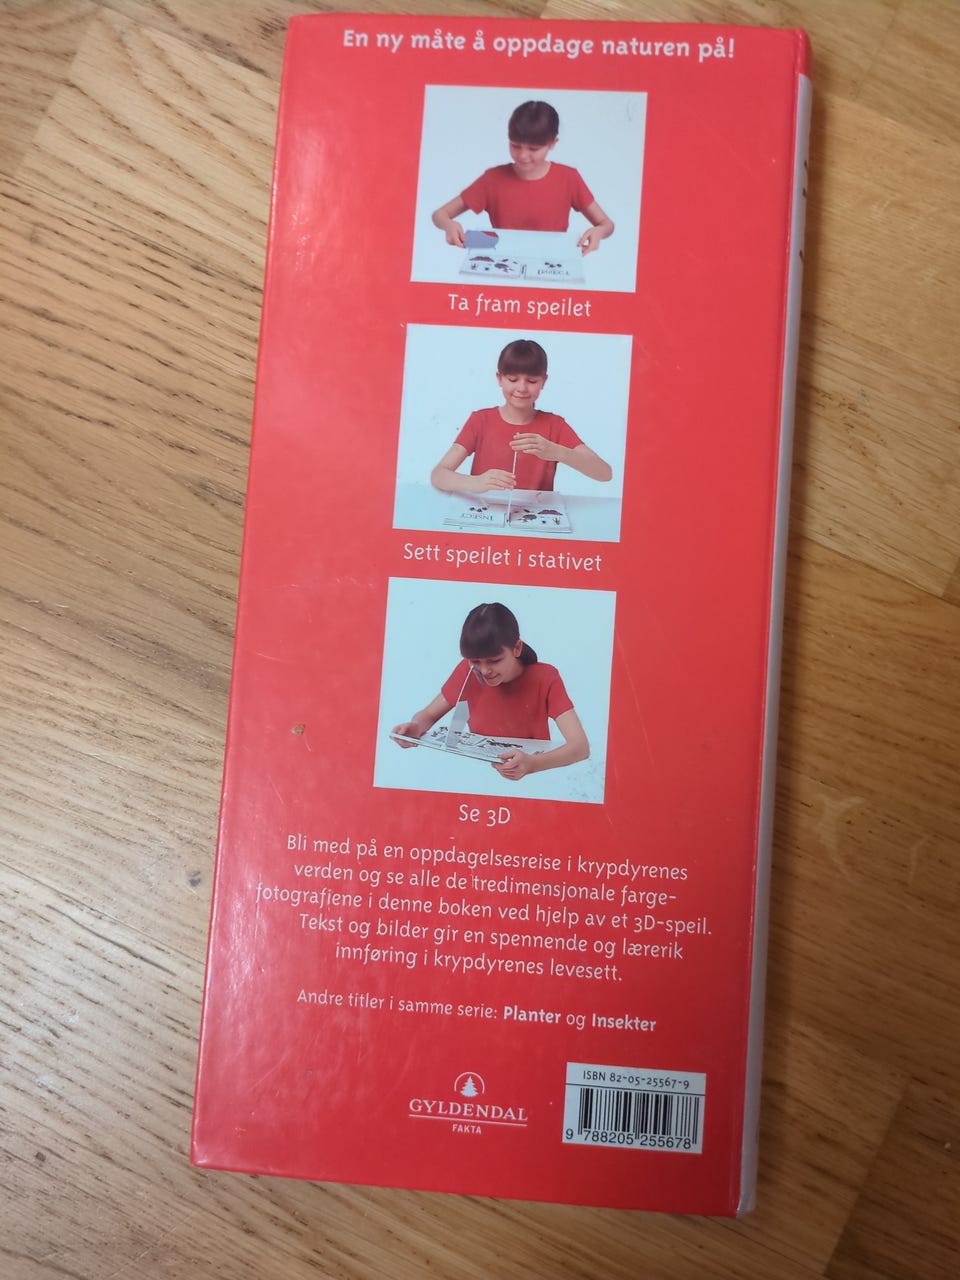 En ny måte å oppdage naturen på!
INSECT
Ta fram speilet
INSECT
Sett speilet i stativet
Se 3D
Bli med på en oppdagelsesreise i krypdyrenes
verden og se alle de tredimensjonale farge-
fotografiene i denne boken ved hjelp av et 3D-speil.
Tekst og bilder gir en spennende og lærerik
innføring i krypdyrenes levesett.
Andre titler i samme serie: Planter og Insekter
GYLDENDAL
FAKTA
ISBN 82-05-25567-9
9 788205 255678